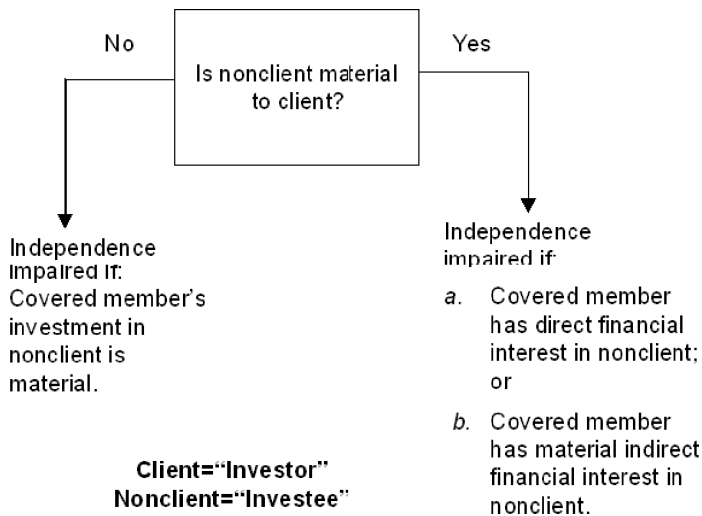 No
Yes
Is nonclient material
to client?
Independence
impaired if:
Covered member's
investment in
nonclient is
material.
Independence
impaired if:
a. Covered member
has direct financial
interest in nonclient;
or
b. Covered member
has material indirect
financial interest in
nonclient.
Client=“Investor”
Nonclient=“Investee”